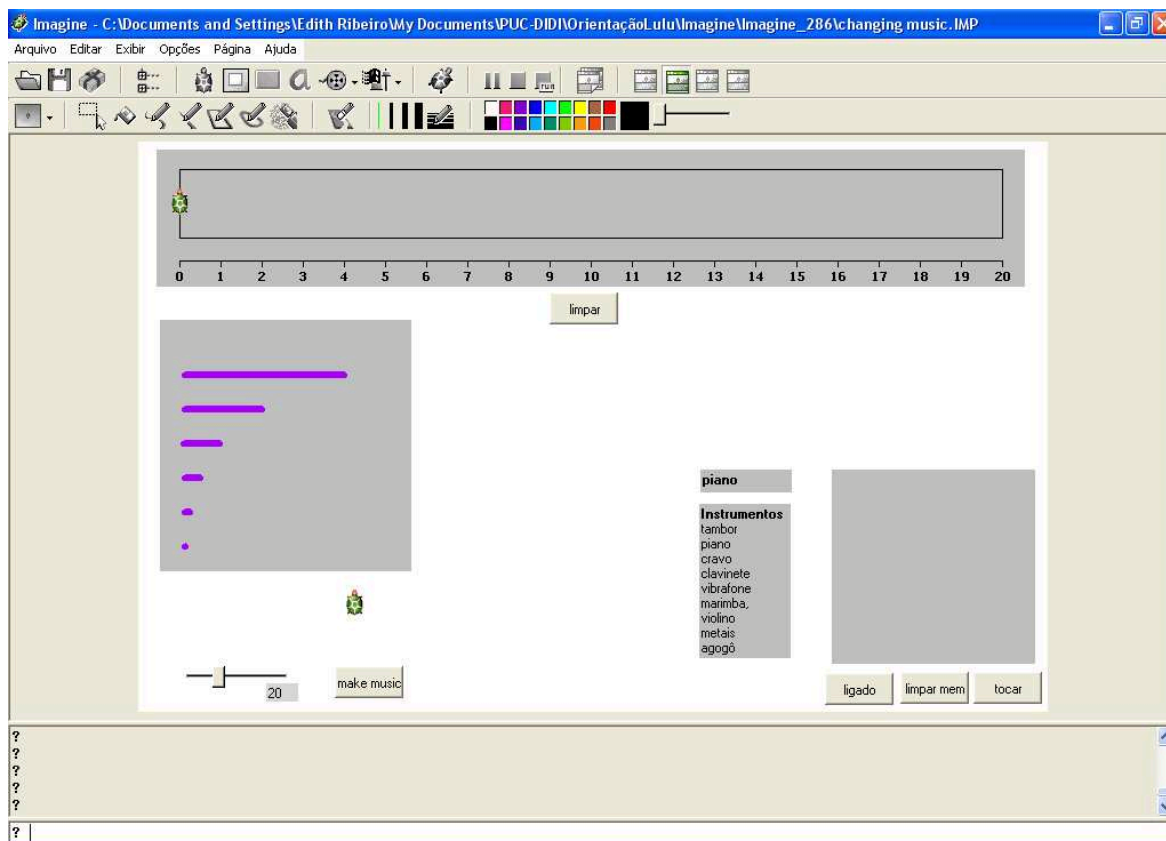 Imagine - C:\Documents and Settings\Edith Ribeiro\My Documents\PUC-DIDI\OrientaçãoLulu\Imagine\Imagine_286\changing music.IMP
Arquivo Editar Exibir Opções Página Ajuda
run
0 1 2 3 4 5 6 7 8 9 10 11 12 13 14 15 16 17 18 19 20
limpar
piano
Instrumentos
tambor
piano
cravo
clavinete
vibrafone
marimba,
violino
metais
agogô
20
make music
ligado limpar mem tocar
?
?
?
?
?
?